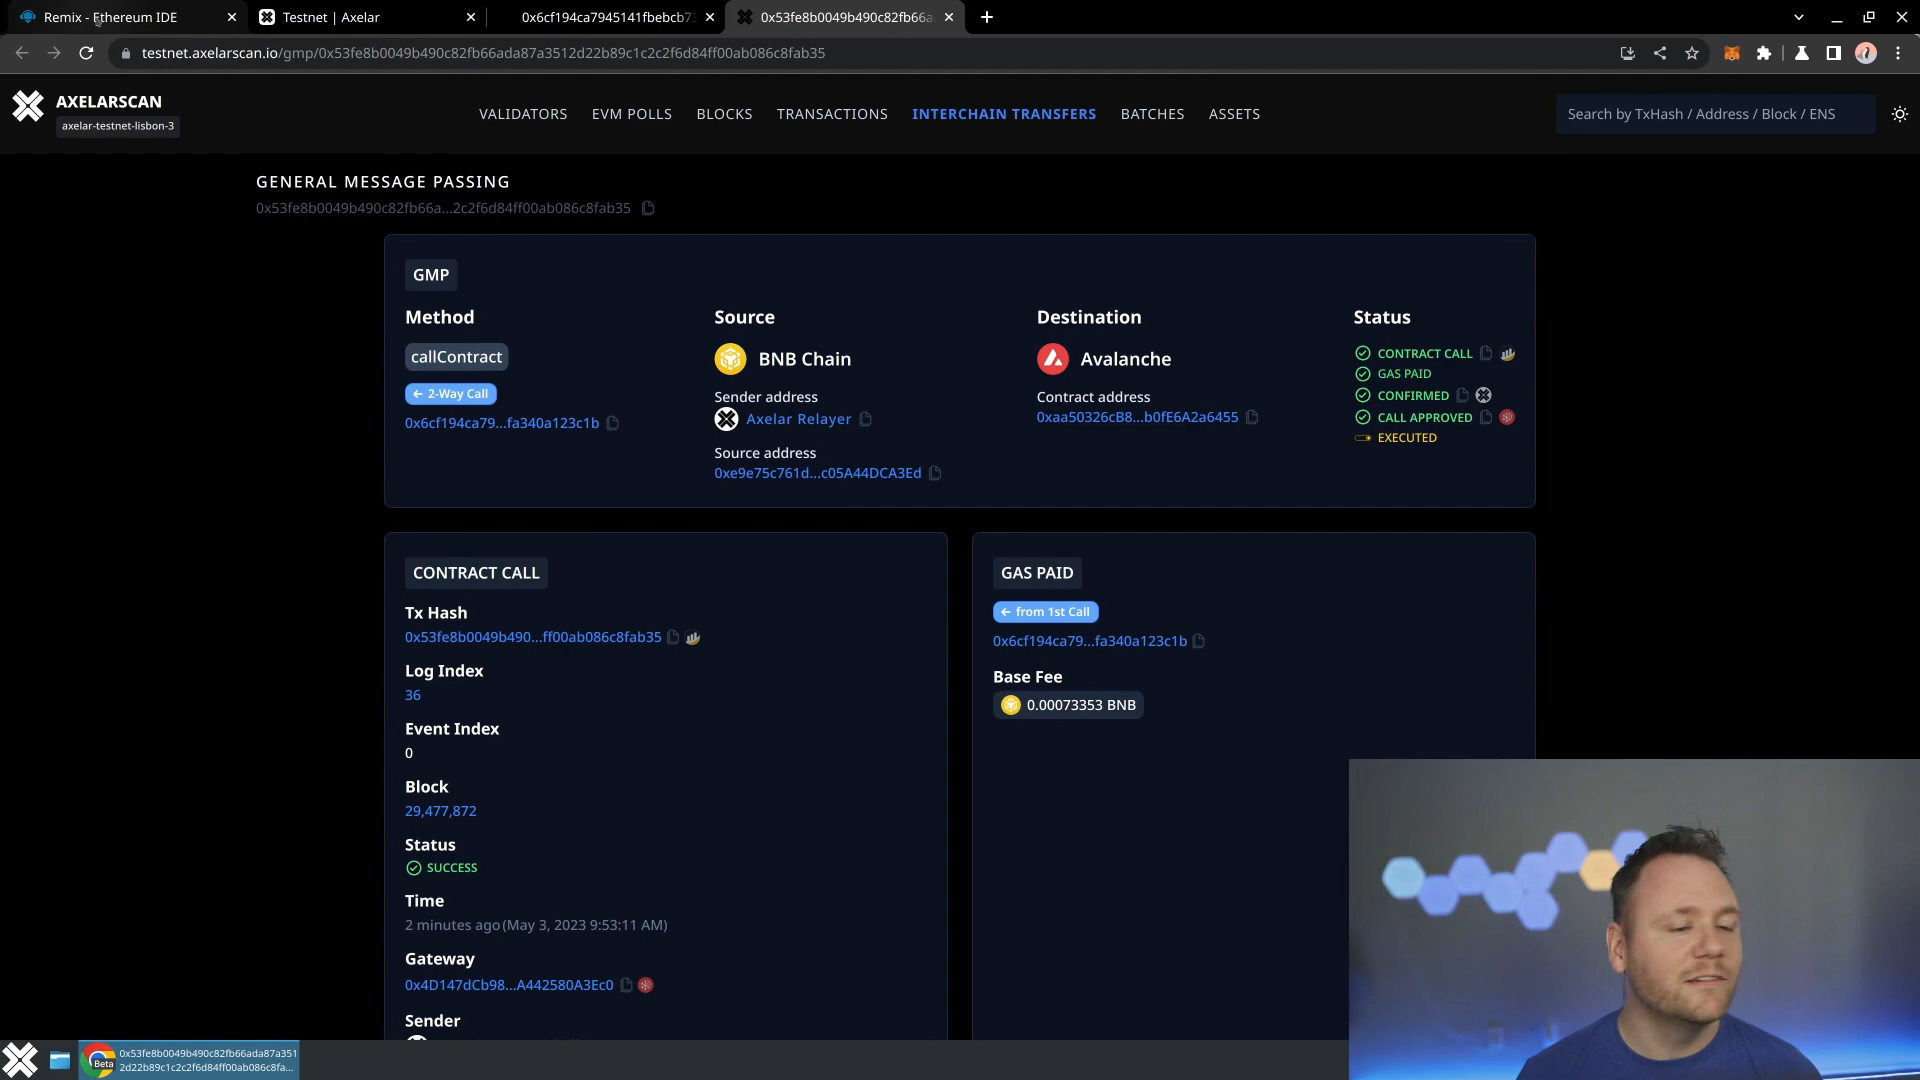 Remix - Ethereum IDE
Testnet | Axelar
0x6cf194ca7945141fbebcb7
0x53fe8b0049b490c82fb66a
testnet.axelarscan.io/gmp/0x53fe8b0049b490c82fb66ada87a3512d22b89c1c2c2f6d84ff00ab086c8fab35
AXELARSCAN
axelar-testnet-lisbon-3
VALIDATORS
EVM POLLS
BLOCKS
TRANSACTIONS
INTERCHAIN TRANSFERS
BATCHES
ASSETS
Search by TxHash / Address / Block / ENS
GENERAL MESSAGE PASSING
0x53fe8b0049b490c82fb66a...2c2f6d84ff00ab086c8fab35
GMP
Method
callContract
← 2-Way Call
0x6cf194ca79...fa340a123c1b
Source
BNB Chain
Sender address
Axelar Relayer
Source address
0xe9e75c761d...c05A44DCA3Ed
Destination
Avalanche
Contract address
0xaa50326cB8...b0fE6A2a6455
Status
CONTRACT CALL
GAS PAID
CONFIRMED
CALL APPROVED
EXECUTED
CONTRACT CALL
Tx Hash
0x53fe8b0049b490...ff00ab086c8fab35
Log Index
36
Event Index
0
Block
29,477,872
Status
SUCCESS
Time
2 minutes ago (May 3, 2023 9:53:11 AM)
Gateway
0x4D147dCb98...A442580A3Ec0
Sender
GAS PAID
← from 1st Call
0x6cf194ca79...fa340a123c1b
Base Fee
0.00073353 BNB
Beta
0x53fe8b0049b490c82fb66ada87a351
2d22b89c1c2c2f6d84ff00ab086c8fa...